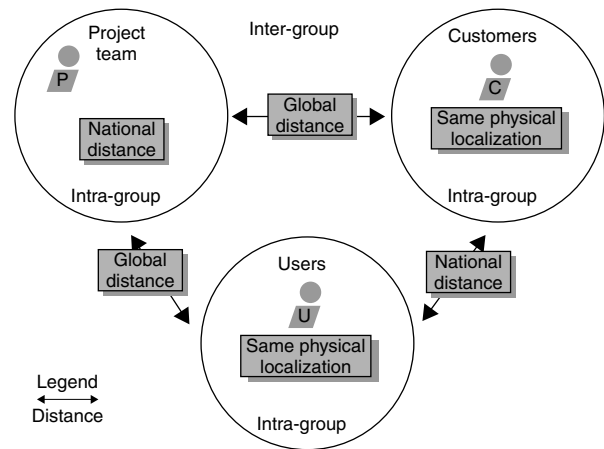 Project
team
P
National
distance
Intra-group
Inter-group
Global
distance
Customers
C
Same physical
localization
Intra-group
Global
distance
National
distance
Users
U
Same physical
localization
Intra-group
Legend
Distance